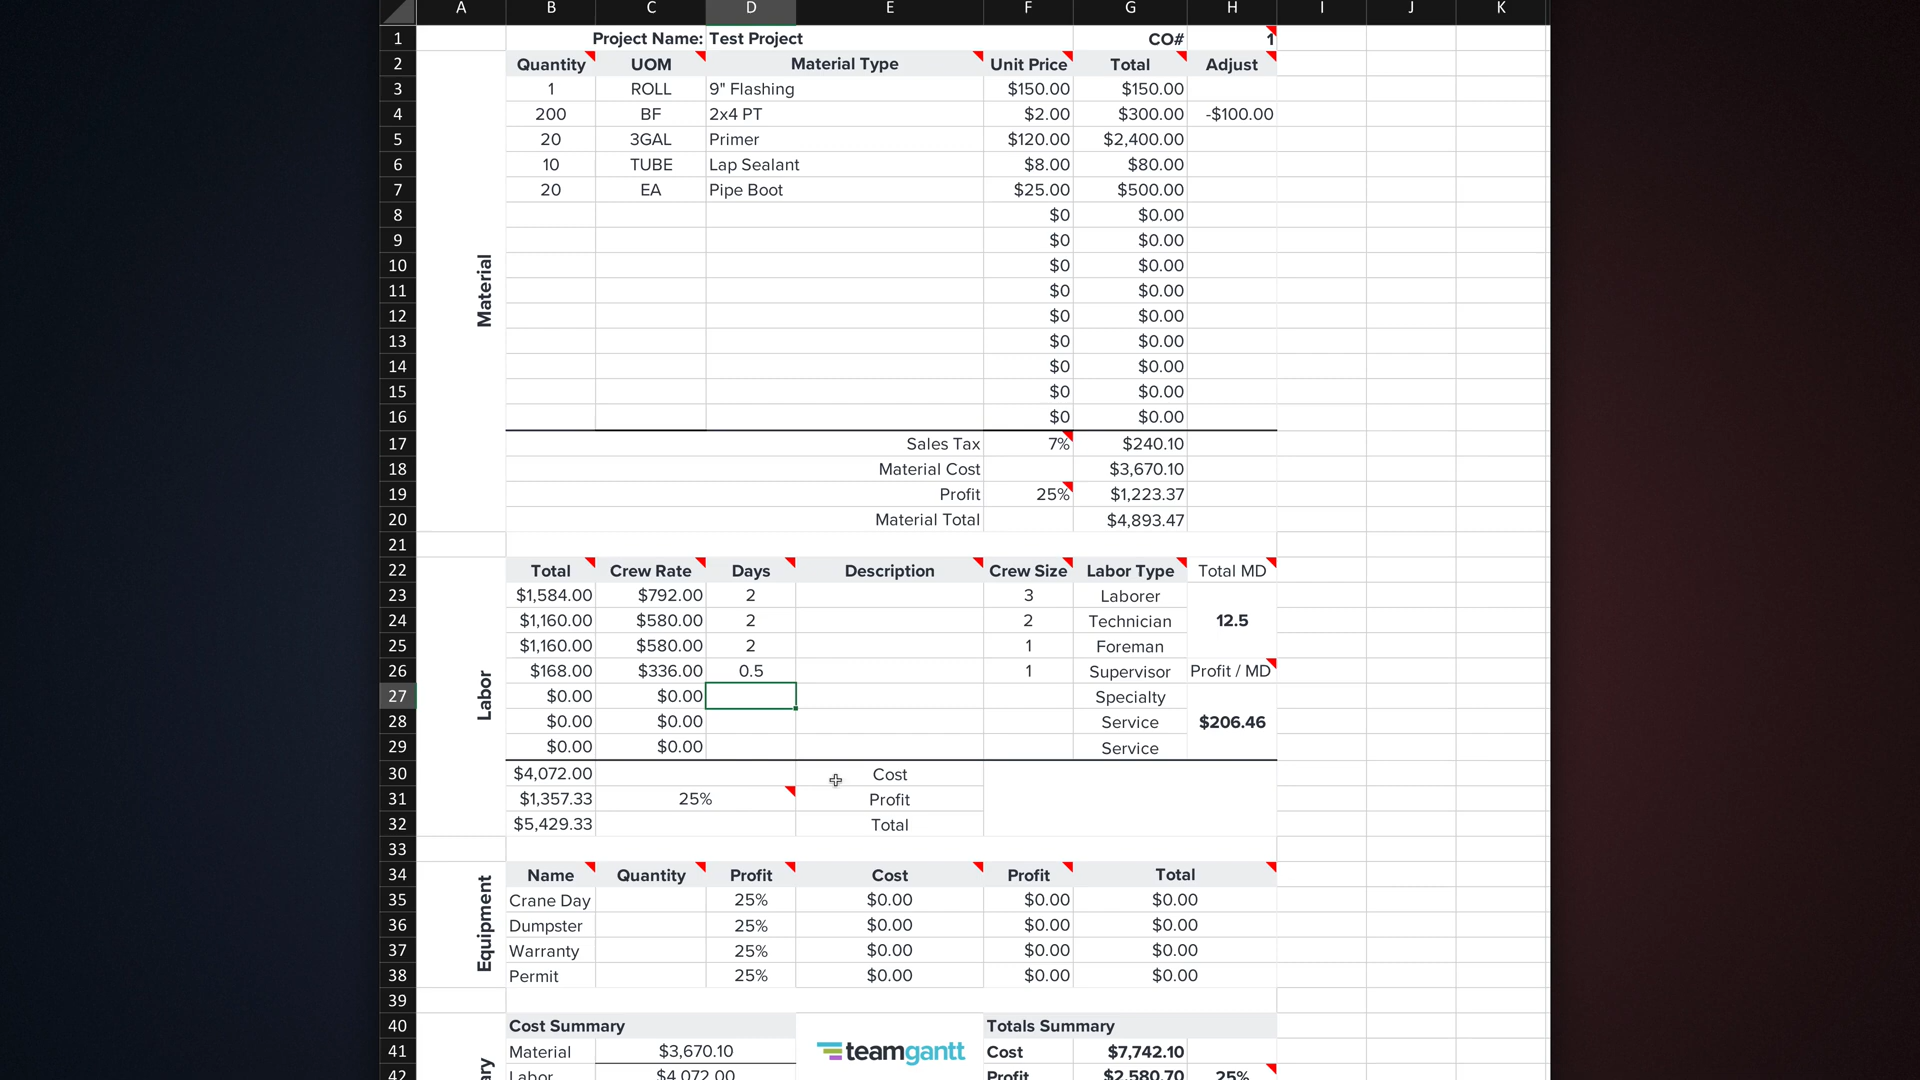 A B C D E F G H I J K
1 Project Name: Test Project CO# 1
2 Quantity UOM Material Type Unit Price Total Adjust
3 1 ROLL 9" Flashing $150.00 $150.00
4 200 BF 2x4 PT $2.00 $300.00 -$100.00
5 20 3GAL Primer $120.00 $2,400.00
6 10 TUBE Lap Sealant $8.00 $80.00
7 20 EA Pipe Boot $25.00 $500.00
8 $0 $0.00
9 $0 $0.00
10 $0 $0.00
11 $0 $0.00
12 $0 $0.00
13 $0 $0.00
14 $0 $0.00
15 $0 $0.00
16 $0 $0.00
Material
17 Sales Tax 7% $240.10
18 Material Cost $3,670.10
19 Profit 25% $1,223.37
20 Material Total $4,893.47
21
22 Total Crew Rate Days Description Crew Size Labor Type Total MD
23 $1,584.00 $792.00 2 3 Laborer
24 $1,160.00 $580.00 2 2 Technician 12.5
25 $1,160.00 $580.00 2 1 Foreman
26 $168.00 $336.00 0.5 1 Supervisor Profit / MD
27 $0.00 $0.00 Specialty
28 $0.00 $0.00 Service $206.46
29 $0.00 $0.00 Service
Labor
30 $4,072.00 Cost
31 $1,357.33 25% Profit
32 $5,429.33 Total
33
34 Name Quantity Profit Cost Profit Total
35 Crane Day 25% $0.00 $0.00 $0.00
36 Dumpster 25% $0.00 $0.00 $0.00
37 Warranty 25% $0.00 $0.00 $0.00
38 Permit 25% $0.00 $0.00 $0.00
Equipment
39
40 Cost Summary Totals Summary
41 Material $3,670.10 teamgantt Cost $7,742.10
42 Labor $4,072.00 Profit $2,580.70 25%